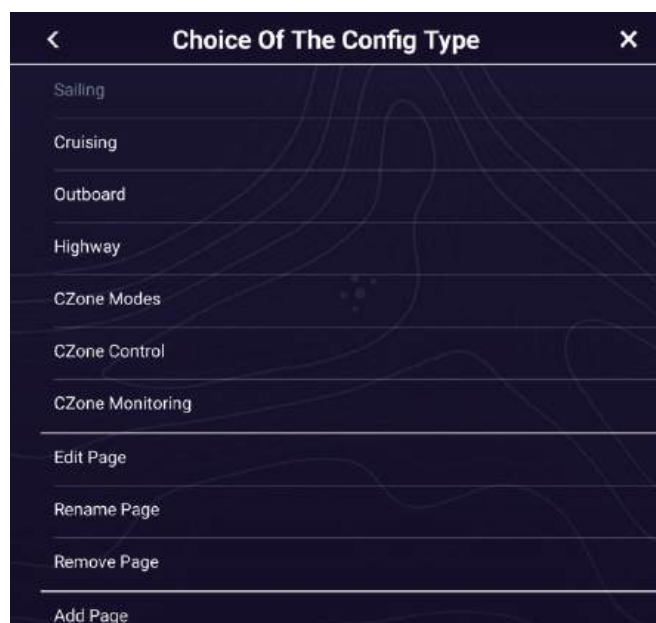 Choice Of The Config Type
Sailing
Cruising
Outboard
Highway
CZone Modes
CZone Control
CZone Monitoring
Edit Page
Rename Page
Remove Page
Add Page